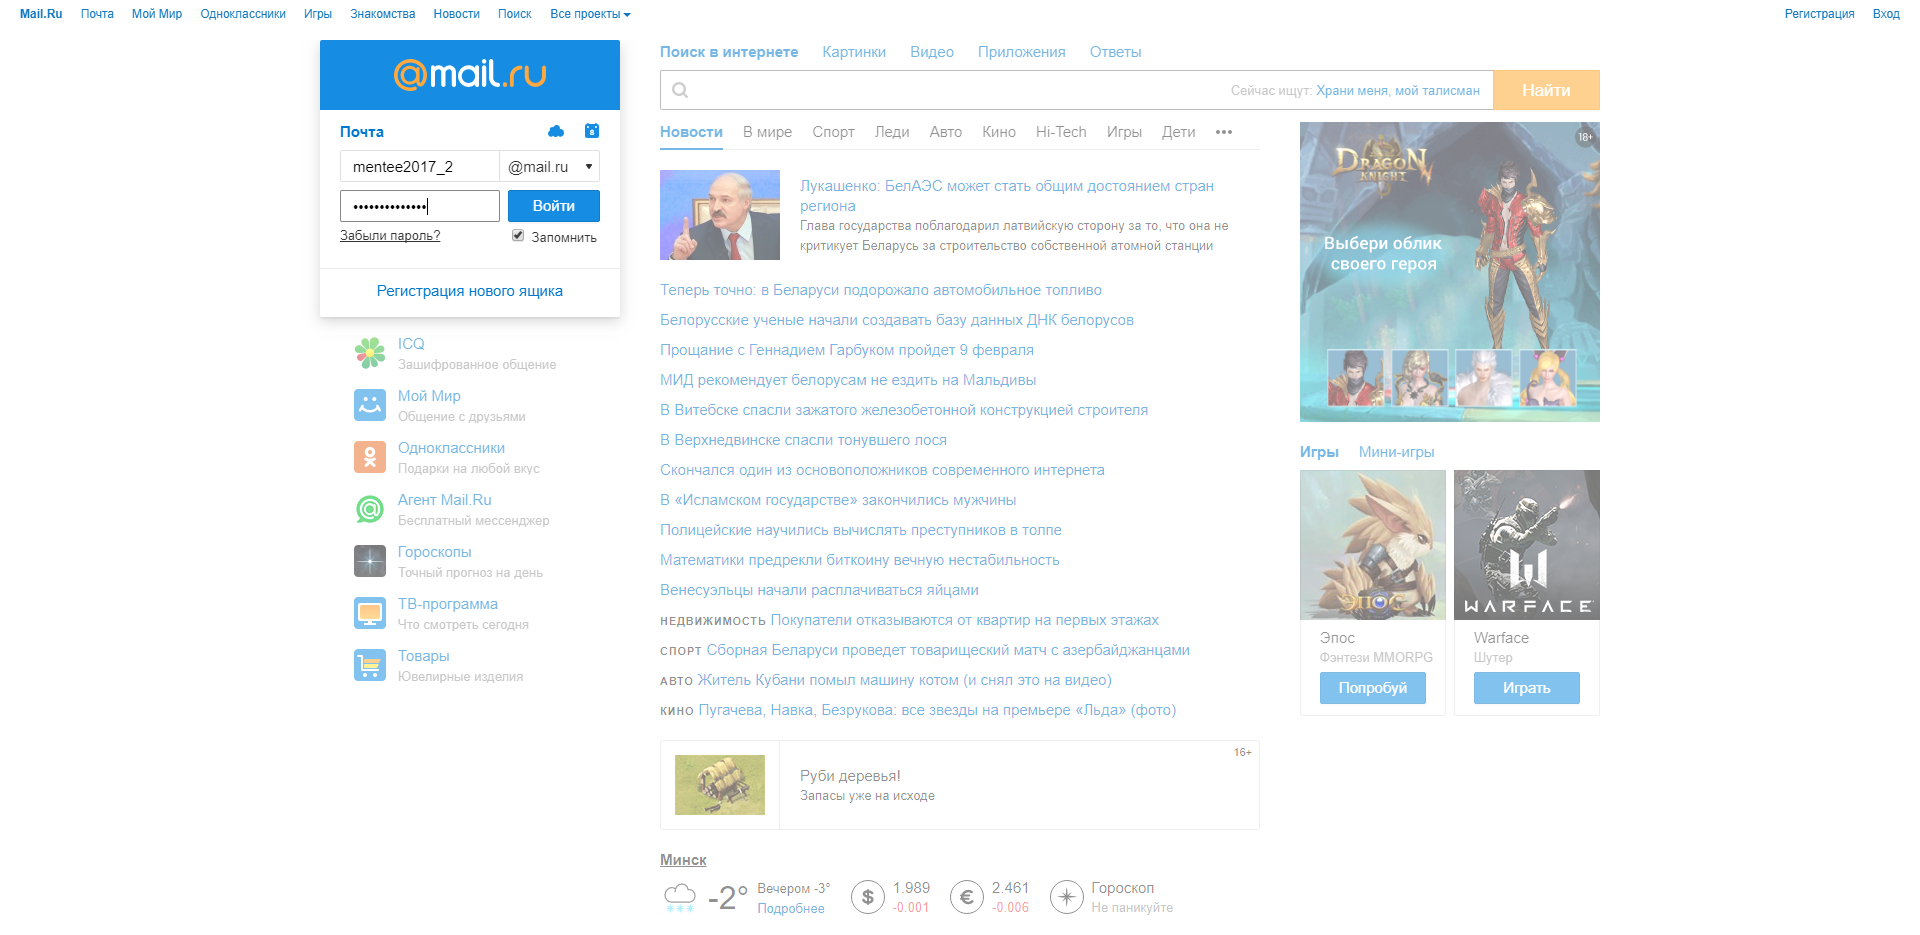 Mail.Ru Почта Мой Мир Одноклассники Игры Знакомства Новости Поиск Все проекты Регистрация Вход
@mail.ru
Почта
mentee2017_2 @mail.ru
•••••••••••••• Войти
Забыли пароль? Запомнить
Регистрация нового ящика
ICQ
Зашифрованное общение
Мой Мир
Общение с друзьями
Одноклассники
Подарки на любой вкус
Агент Mail.Ru
Бесплатный мессенджер
Гороскопы
Точный прогноз на день
ТВ-программа
Что смотреть сегодня
Товары
Ювелирные изделия
Поиск в интернете Картинки Видео Приложения Ответы
Сейчас ищут: Храни меня, мой талисман Найти
Новости В мире Спорт Леди Авто Кино Hi-Tech Игры Дети •••
Лукашенко: БелАЭС может стать общим достоянием стран
региона
Глава государства поблагодарил латвийскую сторону за то, что она не
критикует Беларусь за строительство собственной атомной станции
Теперь точно: в Беларуси подорожало автомобильное топливо
Белорусские ученые начали создавать базу данных ДНК белорусов
Прощание с Геннадием Гарбуком пройдет 9 февраля
МИД рекомендует белорусам не ездить на Мальдивы
В Витебске спасли зажатого железобетонной конструкцией строителя
В Верхнедвинске спасли тонувшего лося
Скончался один из основоположников современного интернета
В «Исламском государстве» закончились мужчины
Полицейские научились вычислять преступников в толпе
Математики предрекли биткоину вечную нестабильность
Венесуэльцы начали расплачиваться яйцами
НЕДВИЖИМОСТЬ Покупатели отказываются от квартир на первых этажах
СПОРТ Сборная Беларуси проведет товарищеский матч с азербайджанцами
АВТО Житель Кубани помыл машину котом (и снял это на видео)
КИНО Пугачева, Навка, Безрукова: все звезды на премьере «Льда» (фото)
16+
Руби деревья!
Запасы уже на исходе
Минск
-2° Вечером -3° Подробнее
$ 1.989 -0.001
€ 2.461 -0.006
Гороскоп
Не паникуйте
18+
DRAGON
KNIGHT
Выбери облик
своего героя
Игры Мини-игры
ЭПОС
WARFACE
Эпос
Фэнтези MMORPG
Попробуй
Warface
Шутер
Играть